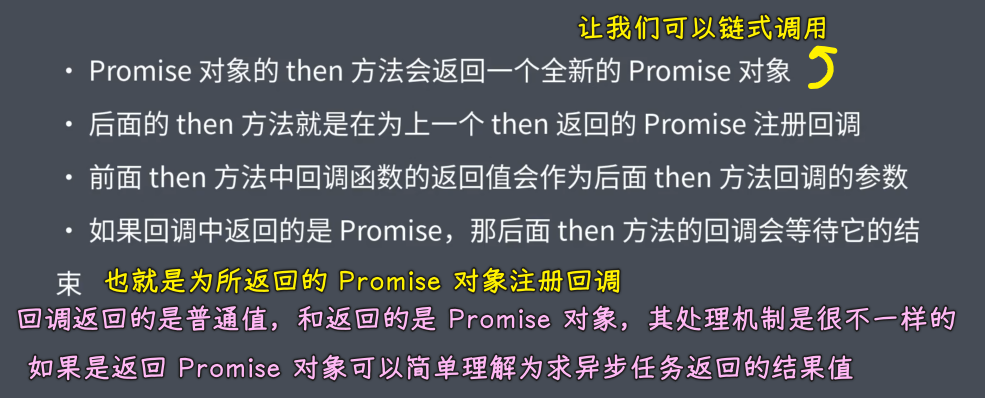 让我们可以链式调用
· Promise 对象的 then 方法会返回一个全新的 Promise 对象
· 后面的 then 方法就是在为上一个 then 返回的 Promise 注册回调
· 前面 then 方法中回调函数的返回值会作为后面 then 方法回调的参数
· 如果回调中返回的是 Promise，那后面 then 方法的回调会等待它的结
束 也就是为所返回的 Promise 对象注册回调
回调返回的是普通值，和返回的是 Promise 对象，其处理机制是很不一样的
如果是返回 Promise 对象可以简单理解为求异步任务返回的结果值